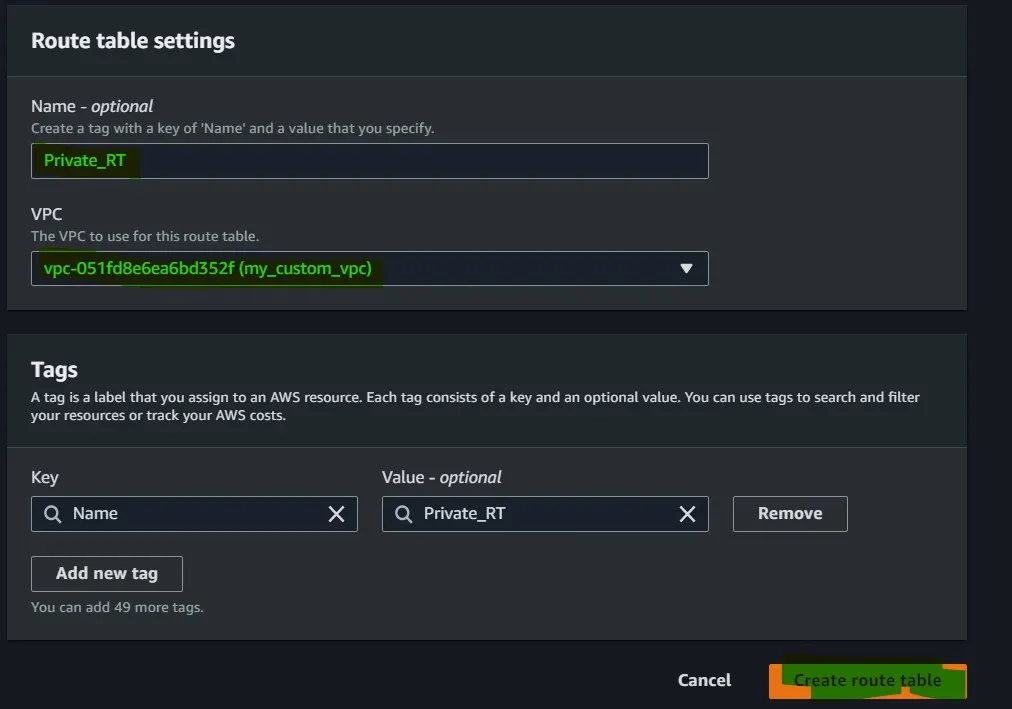 Route table settings
Name - optional
Create a tag with a key of 'Name' and a value that you specify.
Private_RT
VPC
The VPC to use for this route table.
vpc-051fd8e6ea6bd352f (my_custom_vpc)
Tags
A tag is a label that you assign to an AWS resource. Each tag consists of a key and an optional value. You can use tags to search and filter
your resources or track your AWS costs.
Key
Value - optional
Name
Private_RT
Remove
Add new tag
You can add 49 more tags.
Cancel
Create route table